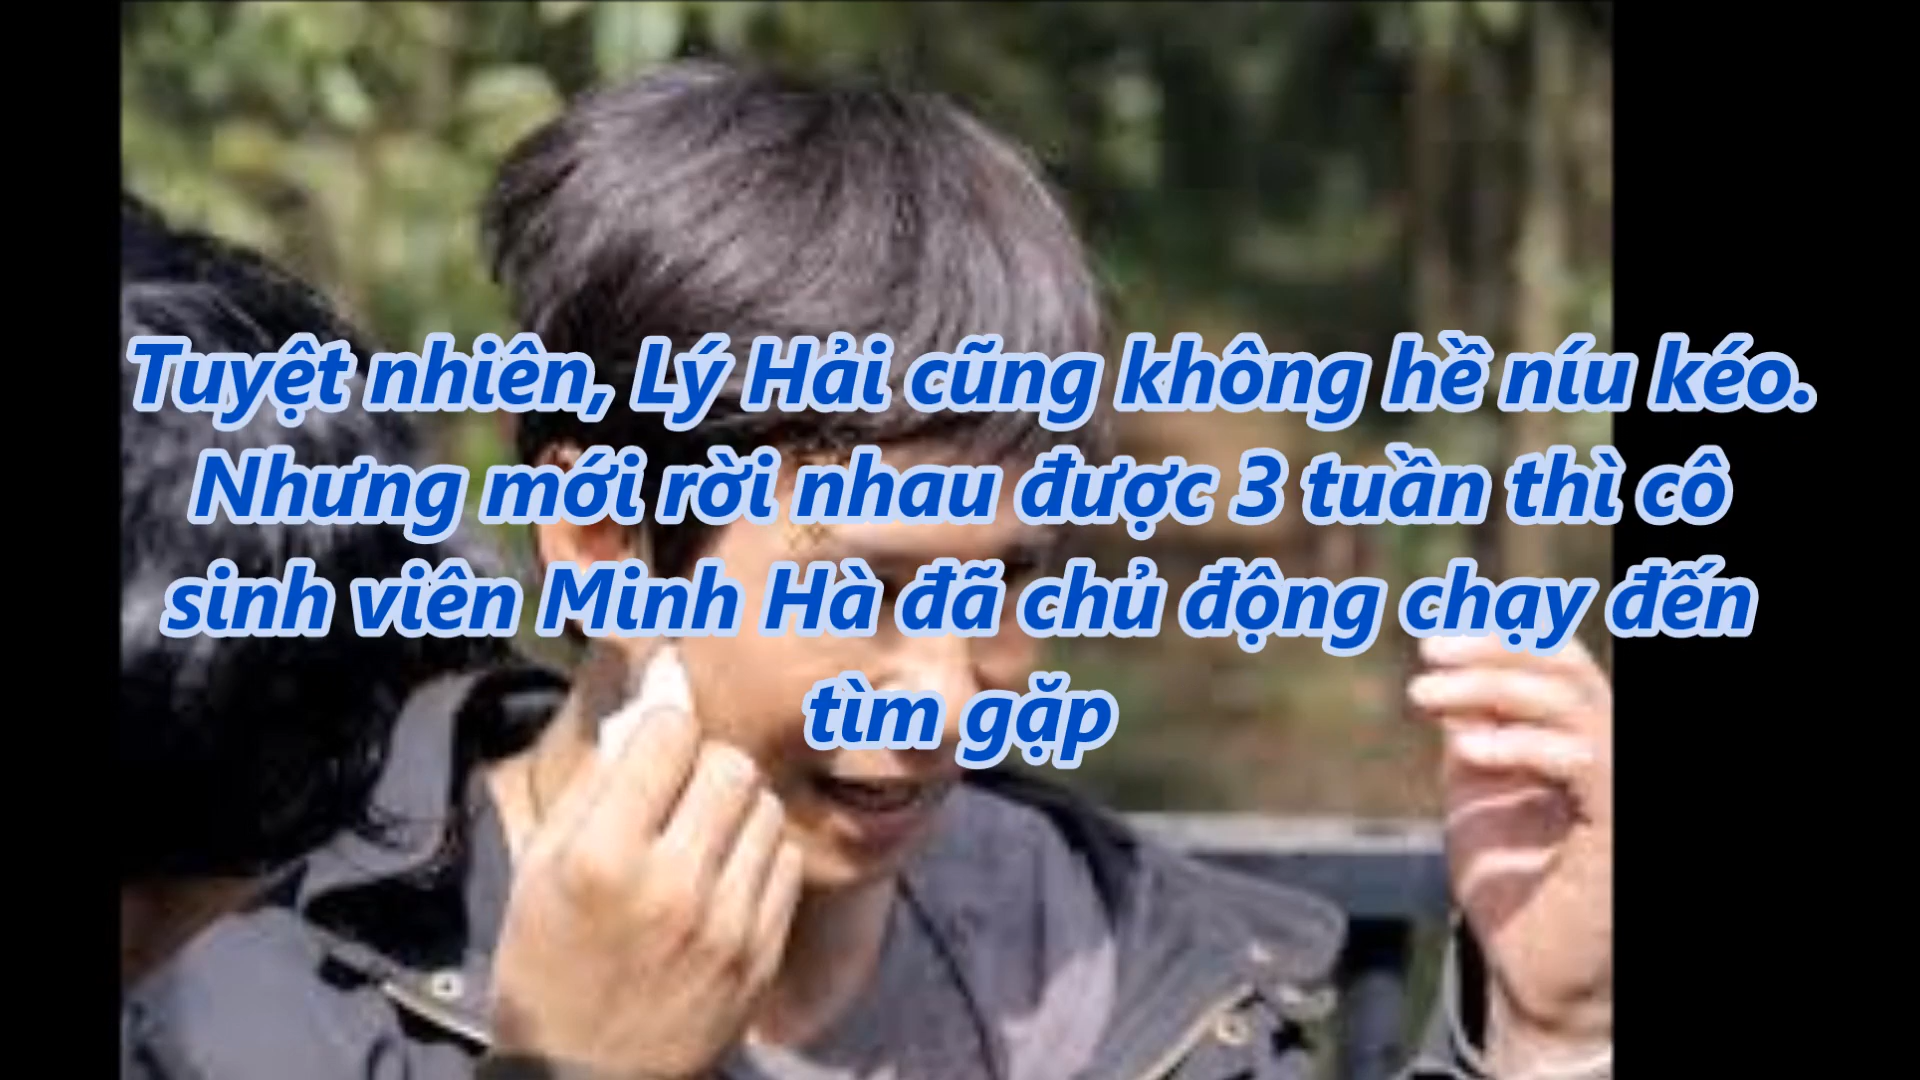 Tuyệt nhiên, Lý Hải cũng không hề níu kéo.
Nhưng mới rời nhau được 3 tuần thì cô
sinh viên Minh Hà đã chủ động chạy đến
tìm gặp